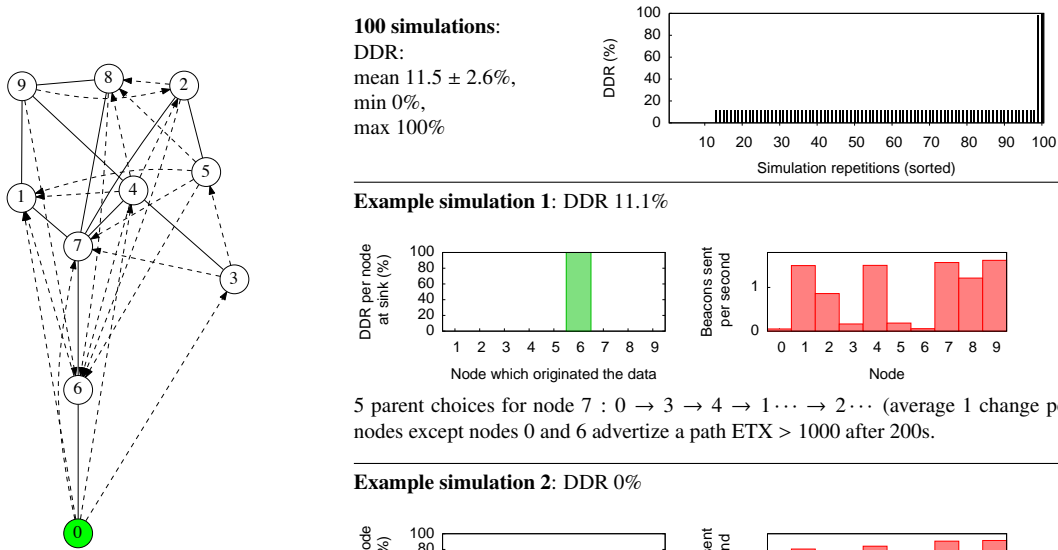 9
8
2
5
4
1
7
3
6
0
100 simulations:
DDR:
mean 11.5 ± 2.6%,
min 0%,
max 100%
DDR (%)
100
80
60
40
20
0
10 20 30 40 50 60 70 80 90 100
Simulation repetitions (sorted)
Example simulation 1: DDR 11.1%
DDR per node
at sink (%)
100
80
60
40
20
0
1 2 3 4 5 6 7 8 9
Node which originated the data
Beacons sent
per second
1
0
0 1 2 3 4 5 6 7 8 9
Node
5 parent choices for node 7 : 0 → 3 → 4 → 1 ··· → 2 ··· (average 1 change
nodes except nodes 0 and 6 advertize a path ETX > 1000 after 200s.
Example simulation 2: DDR 0%
100
80